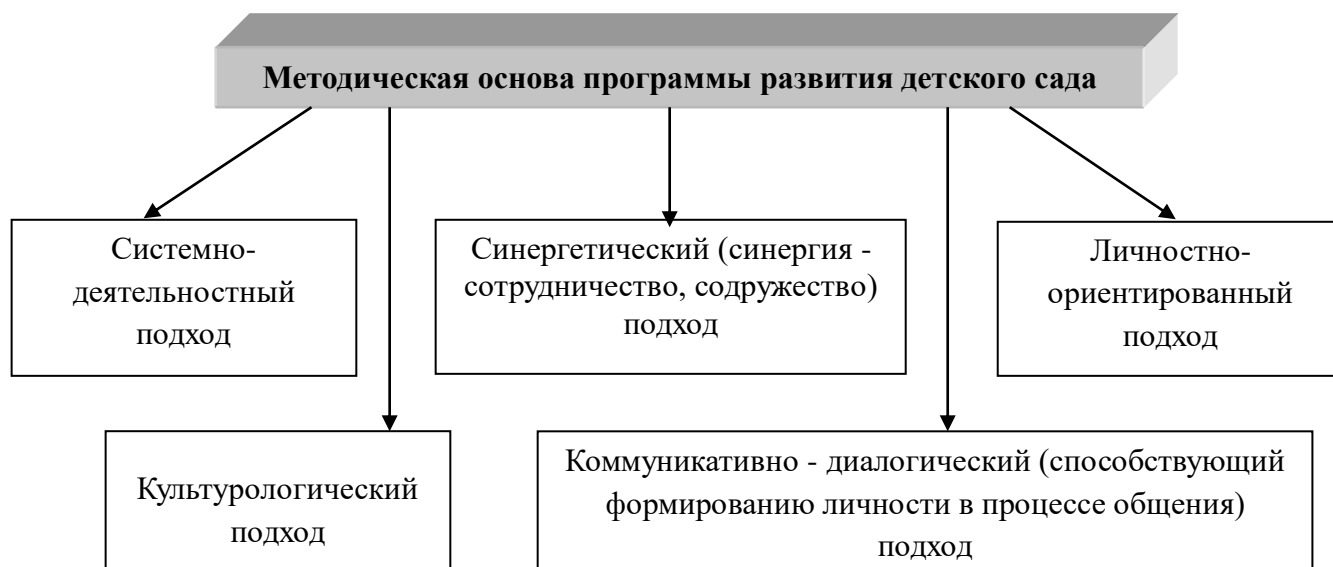 Методическая основа программы развития детского сада
Системно-
деятельностный
подход
Синергетический (синергия -
сотрудничество, содружество)
подход
Личностно-
ориентированный
подход
Культурологический
подход
Коммуникативно - диалогический (способствующий
формированию личности в процессе общения)
подход